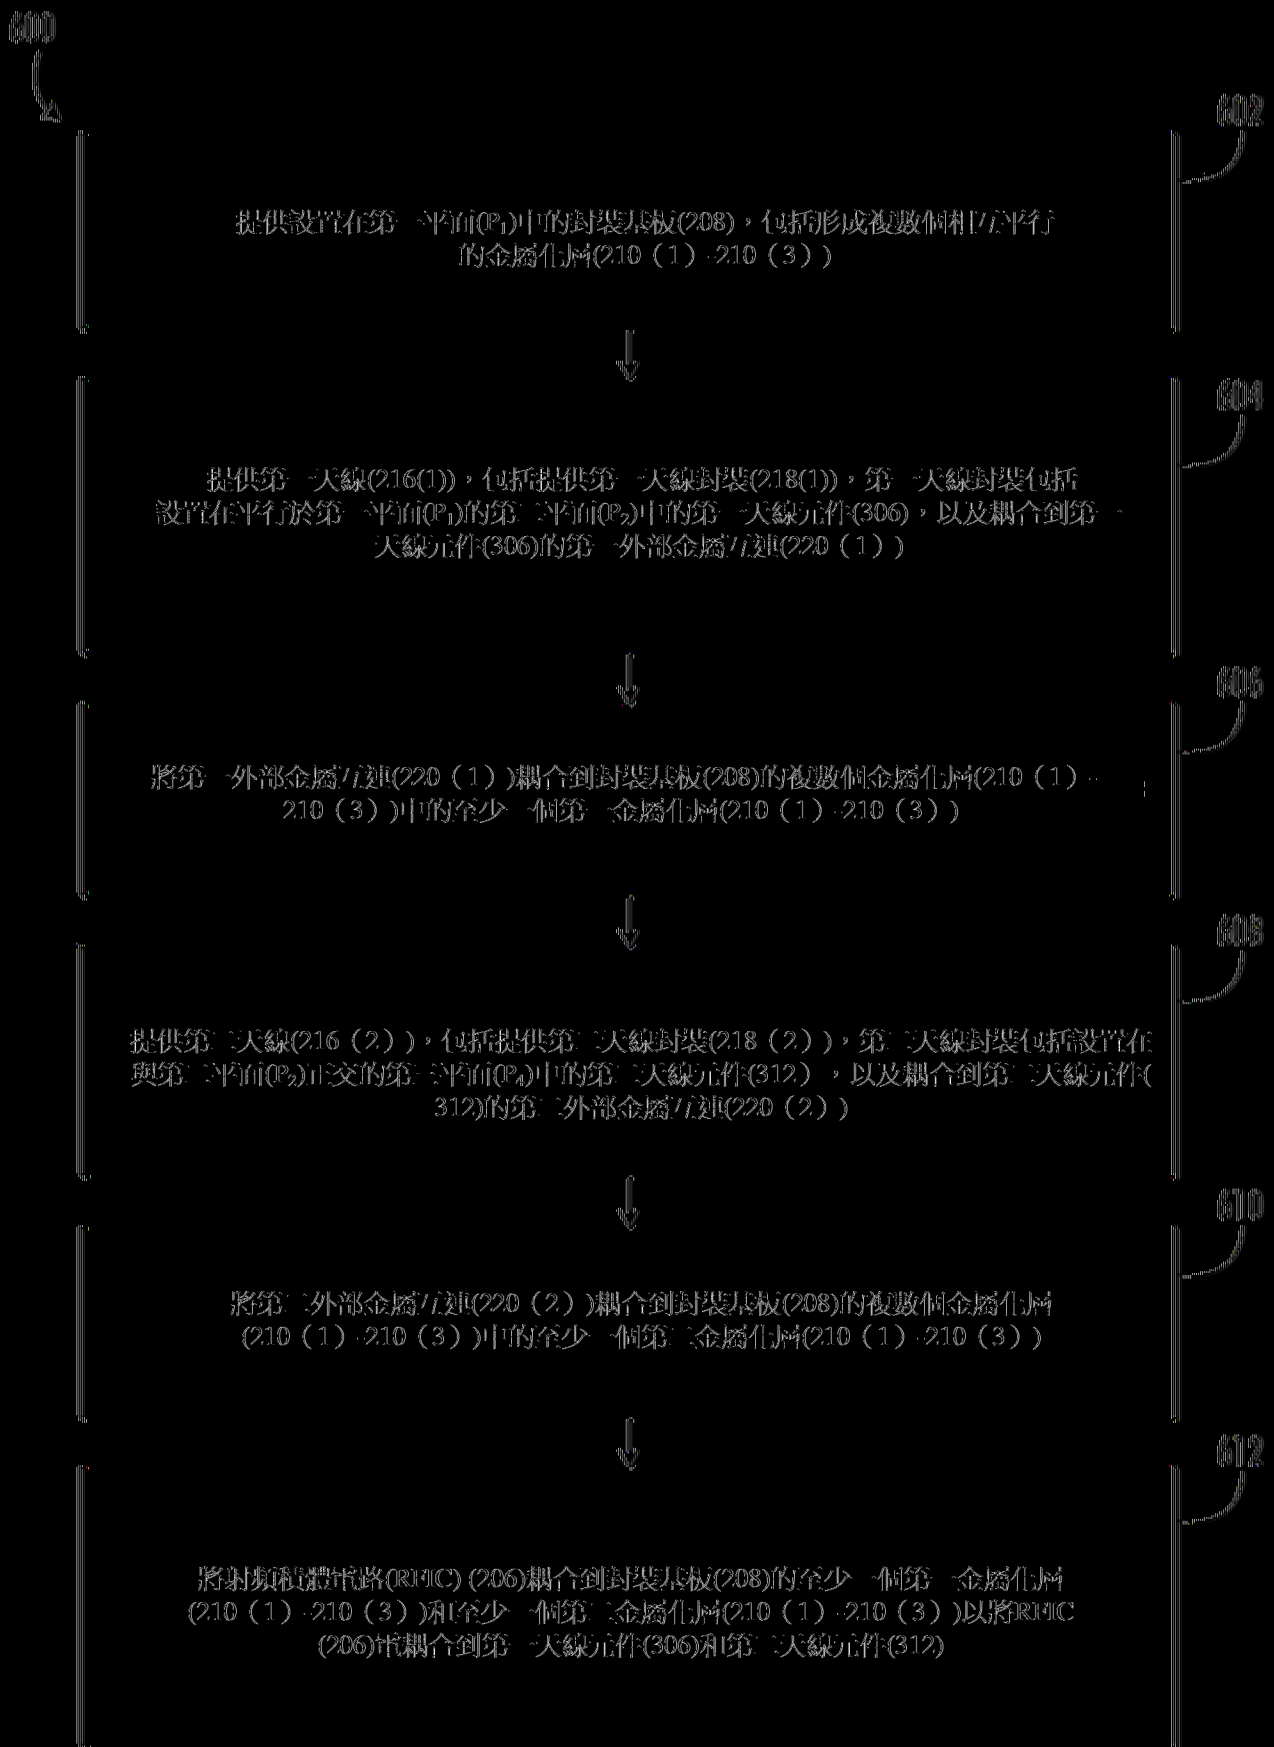 600
602
提供設置在第一平面(P₁)中的封裝基板(208)，包括形成複數個相互平行
的金屬化層(210（1）-210（3）)
604
提供第一天線(216(1))，包括提供第一天線封裝(218(1))，第一天線封裝包括
設置在平行於第一平面(P₁)的第二平面(P₂)中的第一天線元件(306)，以及耦合到第一
天線元件(306)的第一外部金屬互連(220（1）)
606
將第一外部金屬互連(220（1）)耦合到封裝基板(208)的複數個金屬化層(210（1）-
210（3）)中的至少一個第一金屬化層(210（1）-210（3）)
608
提供第二天線(216（2）)，包括提供第二天線封裝(218（2）)，第二天線封裝包括設置在
與第二平面(P₂)正交的第三平面(P₄)中的第二天線元件(312），以及耦合到第二天線元件(
312)的第二外部金屬互連(220（2）)
610
將第二外部金屬互連(220（2）)耦合到封裝基板(208)的複數個金屬化層
(210（1）-210（3）)中的至少一個第二金屬化層(210（1）-210（3）)
612
將射頻積體電路(RFIC) (206)耦合到封裝基板(208)的至少一個第一金屬化層
(210（1）-210（3）)和至少一個第二金屬化層(210（1）-210（3）)以將RFIC
(206)電耦合到第一天線元件(306)和第二天線元件(312)